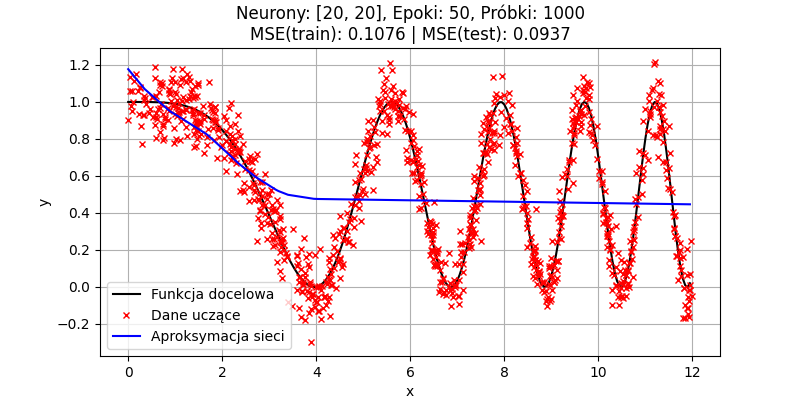 Neurony: [20, 20], Epoki: 50, Próbki: 1000
MSE(train): 0.1076 | MSE(test): 0.0937
1.2
1.0
0.8
0.6
0.4
0.2
0.0
−0.2
y
Funkcja docelowa
Dane uczące
Aproksymacja sieci
0 2 4 6 8 10 12
x